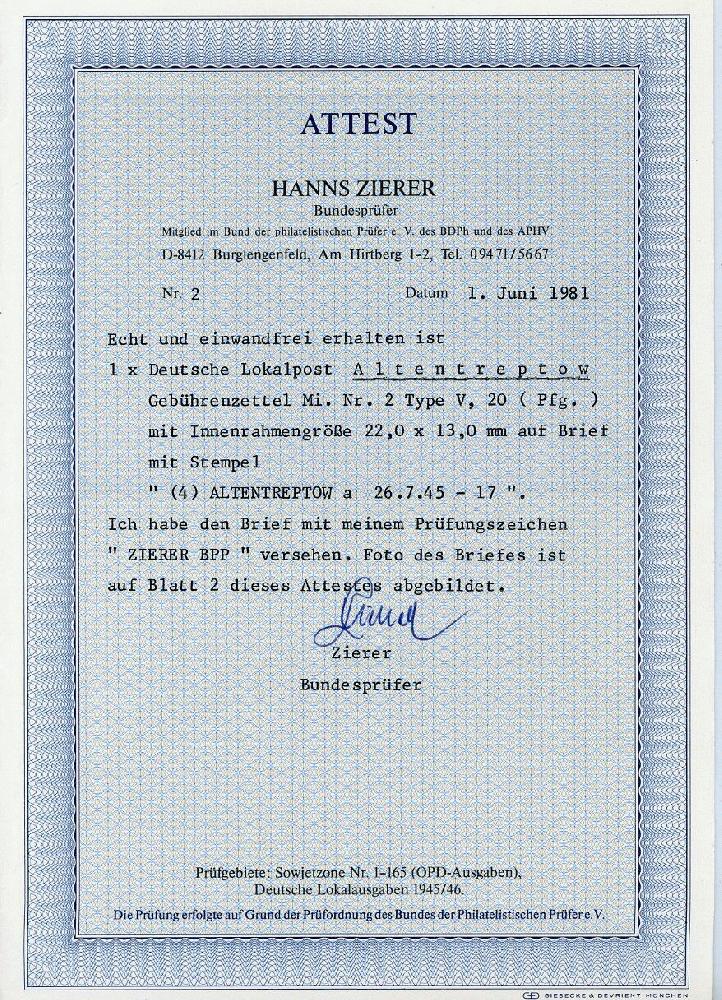 ATTEST
HANNS ZIERER
Bundesprüfer
Mitglied im Bund der philatelistischen Prüfer e. V. des BDPh und des APHV
D-8412 Burglengenfeld, Am Hirtberg 1-2, Tel. 09471/5667
Nr. 2 Datum 1. Juni 1981
Echt und einwandfrei erhalten ist
1 x Deutsche Lokalpost A l t e n t r e p t o w
Gebührenzettel Mi. Nr. 2 Type V, 20 ( Pfg. )
mit Innenrahmengröße 22,0 x 13,0 mm auf Brief
mit Stempel
" (4) ALTENTREPTOW a 26.7.45 - 17 ".
Ich habe den Brief mit meinem Prüfungszeichen
" ZIERER BPP " versehen. Foto des Briefes ist
auf Blatt 2 dieses Attestes abgebildet.
Zierer
Bundesprüfer
Prüfgebiete: Sowjetzone Nr. 1-165 (OPD-Ausgaben),
Deutsche Lokalausgaben 1945/46.
Die Prüfung erfolgte auf Grund der Prüfordnung des Bundes der Philatelistischen Prüfer e. V.
GIESECKE & DEVRIENT MÜNCHEN